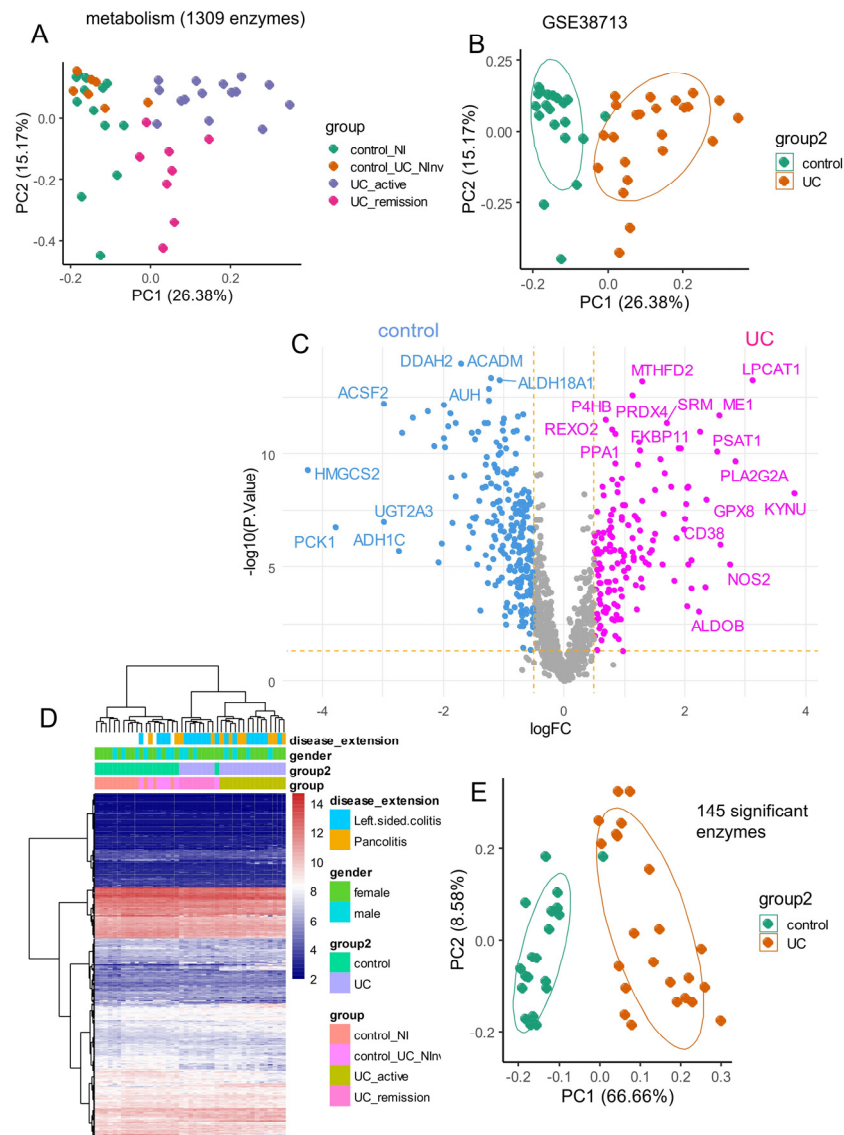 metabolism (1309 enzymes)
A
PC2 (15.17%)
0.0
-0.2
-0.4
-0.2
0.0
0.2
PC1 (26.38%)
group
control_NI
control_UC_NInv
UC_active
UC_remission
GSE38713
B
PC2 (15.17%)
0.25
0.00
-0.25
-0.2
0.0
0.2
PC1 (26.38%)
group2
control
UC
C
control
UC
DDAH2
ACADM
ALDH18A1
ACSF2
AUH
HMGCS2
UGT2A3
PCK1
ADH1C
MTHFD2
LPCAT1
P4HB
PRDX4
SRM
ME1
REXO2
FKBP11
PSAT1
PPA1
PLA2G2A
GPX8
KYNU
CD38
NOS2
ALDOB
-log10(P.Value)
10
5
0
-4
-2
0
2
4
logFC
D
disease_extension
gender
group2
group
14
12
10
8
6
4
2
disease_extension
Left.sided.colitis
Pancolitis
gender
female
male
group2
control
UC
group
control_NI
control_UC_NInv
UC_active
UC_remission
E
145 significant
enzymes
PC2 (8.58%)
0.2
0.0
-0.2
-0.2
-0.1
0.0
0.1
0.2
0.3
PC1 (66.66%)
group2
control
UC